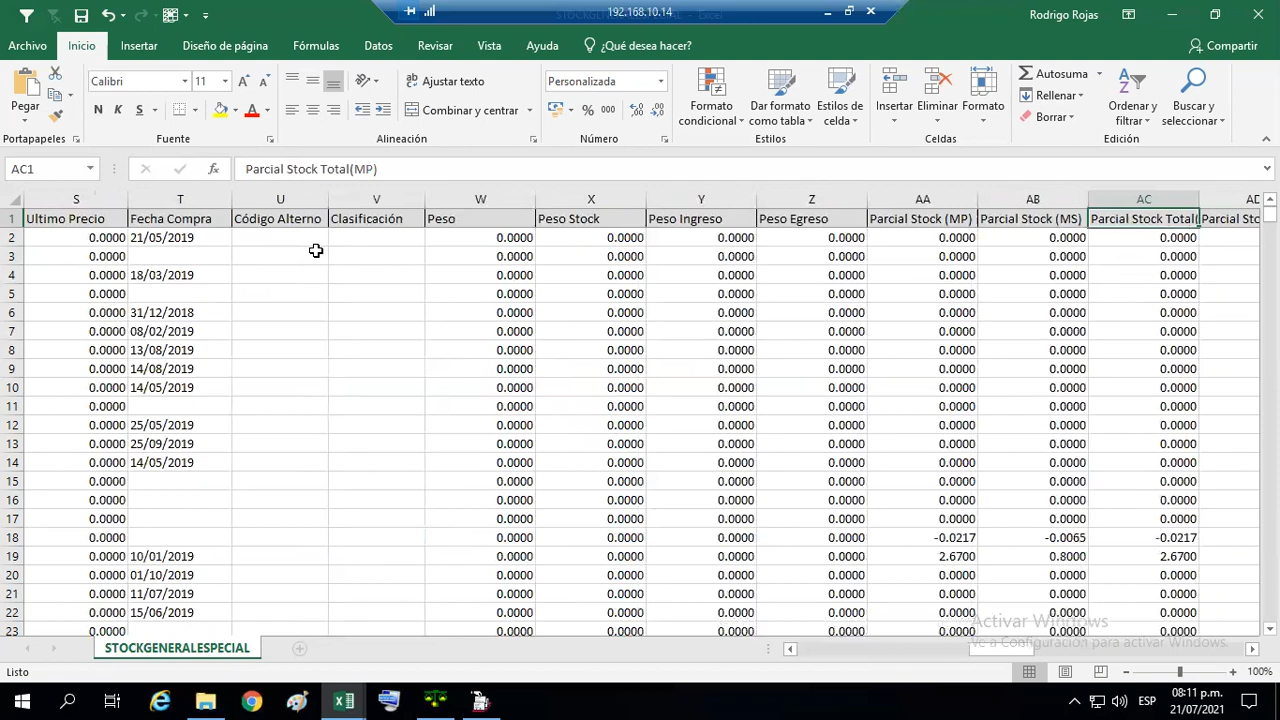 192.168.10.14
STOCKGENERALESPECIAL - Excel
Rodrigo Rojas
Archivo Inicio Insertar Diseño de página Fórmulas Datos Revisar Vista Ayuda ¿Qué desea hacer? Compartir
Calibri 11 Ajustar texto Personalizada Autosuma
Rellenar
N K S Combinar y centrar % 000 Borrar
Pegar Formato condicional Dar formato como tabla Estilos de celda Insertar Eliminar Formato Ordenar y filtrar Buscar y seleccionar
Portapapeles Fuente Alineación Número Estilos Celdas Edición
AC1 fx Parcial Stock Total(MP)
S T U V W X Y Z AA AB AC AD
1 Ultimo Precio Fecha Compra Código Alterno Clasificación Peso Peso Stock Peso Ingreso Peso Egreso Parcial Stock (MP) Parcial Stock (MS) Parcial Stock Total( Parcial Sto
2 0.0000 21/05/2019 0.0000 0.0000 0.0000 0.0000 0.0000 0.0000 0.0000
3 0.0000 0.0000 0.0000 0.0000 0.0000 0.0000 0.0000 0.0000
4 0.0000 18/03/2019 0.0000 0.0000 0.0000 0.0000 0.0000 0.0000 0.0000
5 0.0000 0.0000 0.0000 0.0000 0.0000 0.0000 0.0000 0.0000
6 0.0000 31/12/2018 0.0000 0.0000 0.0000 0.0000 0.0000 0.0000 0.0000
7 0.0000 08/02/2019 0.0000 0.0000 0.0000 0.0000 0.0000 0.0000 0.0000
8 0.0000 13/08/2019 0.0000 0.0000 0.0000 0.0000 0.0000 0.0000 0.0000
9 0.0000 14/08/2019 0.0000 0.0000 0.0000 0.0000 0.0000 0.0000 0.0000
10 0.0000 14/05/2019 0.0000 0.0000 0.0000 0.0000 0.0000 0.0000 0.0000
11 0.0000 0.0000 0.0000 0.0000 0.0000 0.0000 0.0000 0.0000
12 0.0000 25/05/2019 0.0000 0.0000 0.0000 0.0000 0.0000 0.0000 0.0000
13 0.0000 25/09/2019 0.0000 0.0000 0.0000 0.0000 0.0000 0.0000 0.0000
14 0.0000 14/05/2019 0.0000 0.0000 0.0000 0.0000 0.0000 0.0000 0.0000
15 0.0000 0.0000 0.0000 0.0000 0.0000 0.0000 0.0000 0.0000
16 0.0000 0.0000 0.0000 0.0000 0.0000 0.0000 0.0000 0.0000
17 0.0000 0.0000 0.0000 0.0000 0.0000 0.0000 0.0000 0.0000
18 0.0000 0.0000 0.0000 0.0000 0.0000 -0.0217 -0.0065 -0.0217
19 0.0000 10/01/2019 0.0000 0.0000 0.0000 0.0000 2.6700 0.8000 2.6700
20 0.0000 01/10/2019 0.0000 0.0000 0.0000 0.0000 0.0000 0.0000 0.0000
21 0.0000 11/07/2019 0.0000 0.0000 0.0000 0.0000 0.0000 0.0000 0.0000
22 0.0000 15/06/2019 0.0000 0.0000 0.0000 0.0000 0.0000 0.0000 0.0000
23 0.0000 0.0000 0.0000 0.0000 0.0000 0.0000 0.0000 0.0000
Activar Windows
Ve a Configuración para activar Windows.
STOCKGENERALESPECIAL
Listo 100%
ESP 08:11 p.m.
21/07/2021